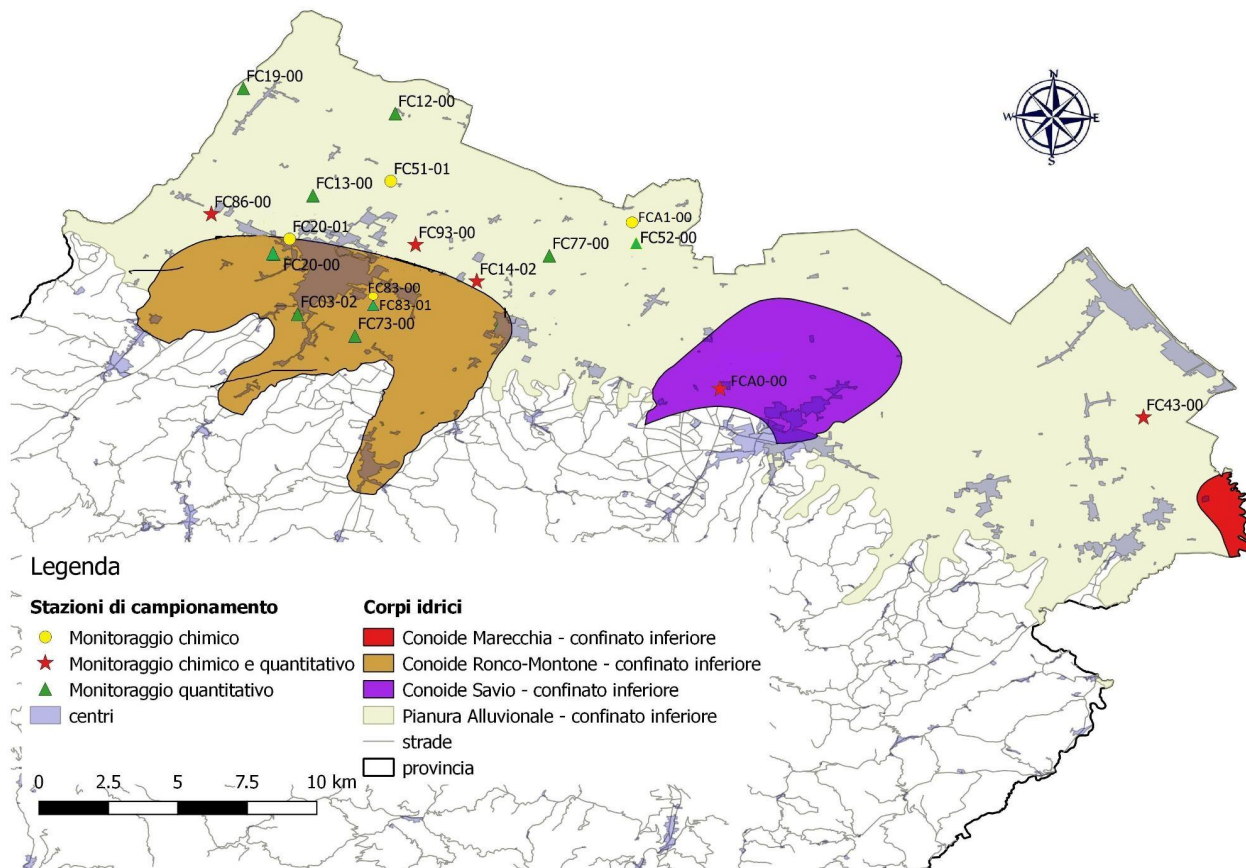 FC19-00
FC12-00
N
W
E
S
FC51-01
FC13-00
FC86-00
FC20-01
FC93-00
FCA1-00
FC52-00
FC77-00
FC20-00
FC14-02
FC83-00
FC83-01
FC03-02
FC73-00
FCA0-00
FC43-00
Legenda
Stazioni di campionamento
Monitoraggio chimico
Monitoraggio chimico e quantitativo
Monitoraggio quantitativo
centri
0 2.5 5 7.5 10 km
Corpi idrici
Conoide Marecchia - confinato inferiore
Conoide Ronco-Montone - confinato inferiore
Conoide Savio - confinato inferiore
Pianura Alluvionale - confinato inferiore
strade
provincia